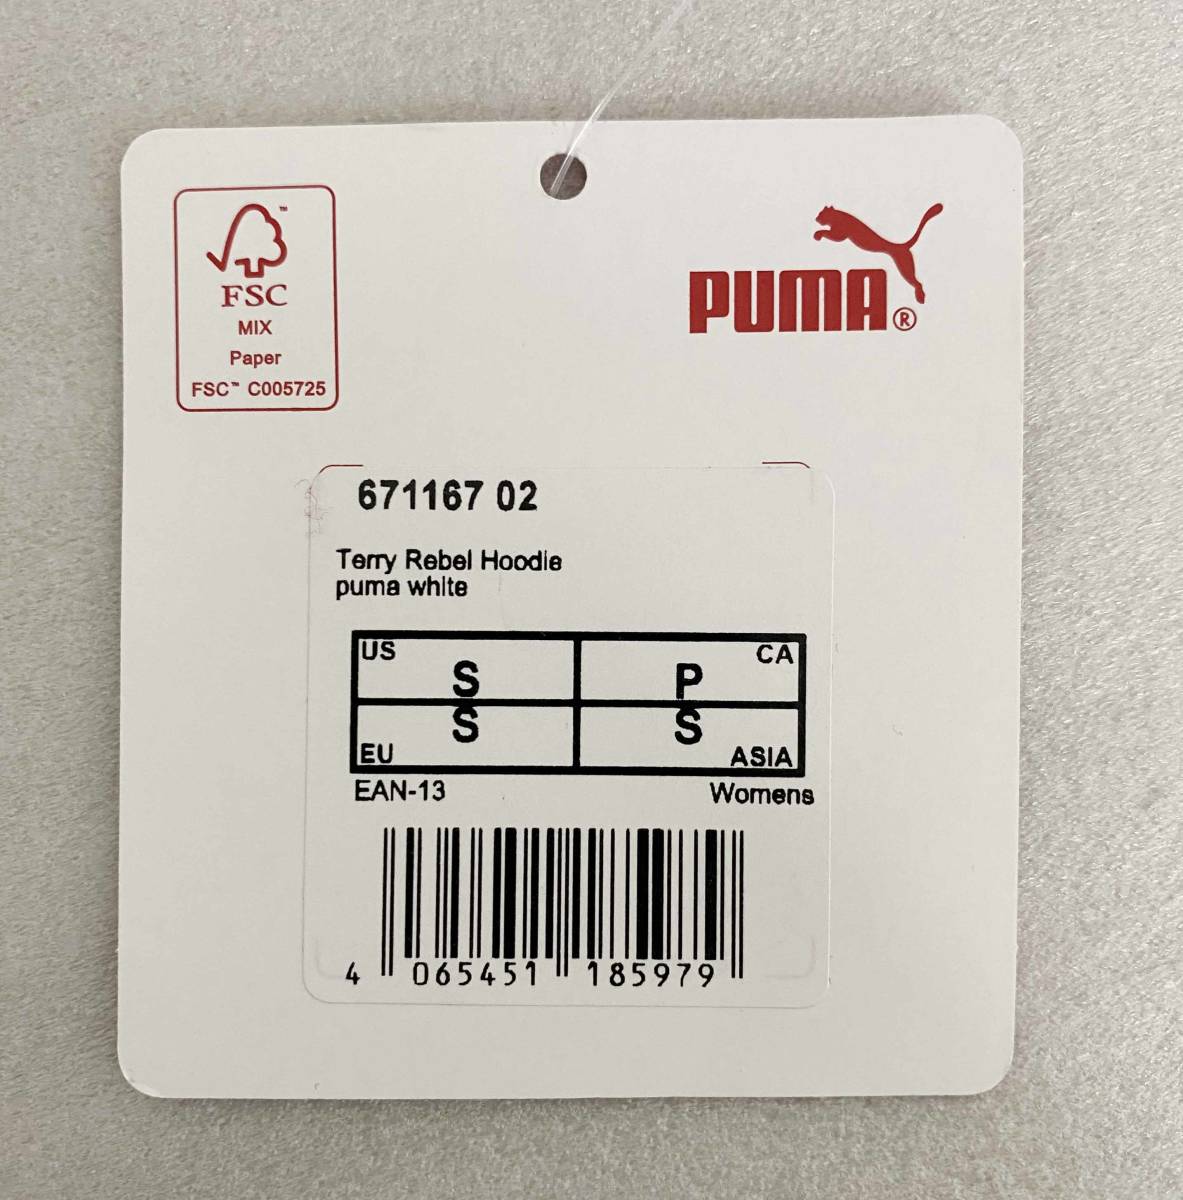 FSC™
MIX
Paper
FSC™ C005725
PUMA®
671167 02
Terry Rebel Hoodie
puma white
US S
P CA
EU S
S ASIA
EAN-13 Womens
4 065451 185979